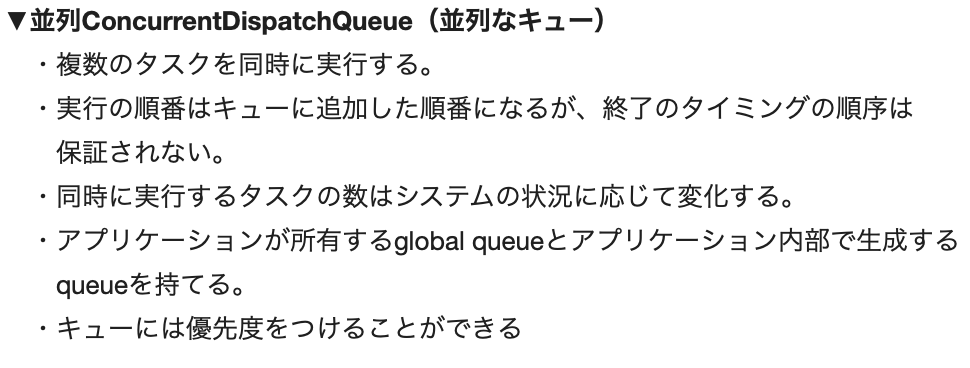 ▼並列ConcurrentDispatchQueue（並列なキュー）
・複数のタスクを同時に実行する。
・実行の順番はキューに追加した順番になるが、終了のタイミングの順序は
保証されない。
・同時に実行するタスクの数はシステムの状況に応じて変化する。
・アプリケーションが所有するglobal queueとアプリケーション内部で生成する
queueを持てる。
・キューには優先度をつけることができる